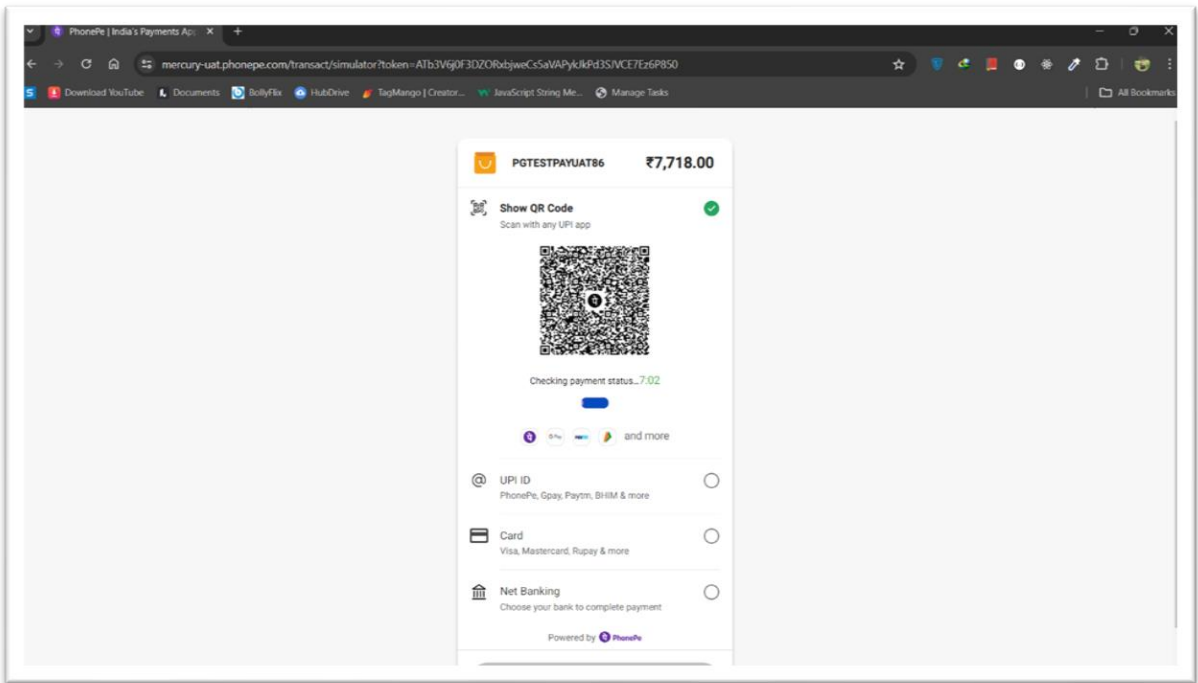 PhonePe | India's Payments Ap
mercury-uat.phonepe.com/transact/simulator?token=
Download YouTube Documents BollyFlix HubDrive TagMango | Creator... JavaScript String Me... Manage Tasks All Bookmarks
PGTESTPAYUAT86 ₹7,718.00
Show QR Code
Scan with any UPI app
Checking payment status...7:02
and more
UPI ID
PhonePe, Gpay, Paytm, BHIM & more
Card
Visa, Mastercard, Rupay & more
Net Banking
Choose your bank to complete payment
Powered by PhonePe